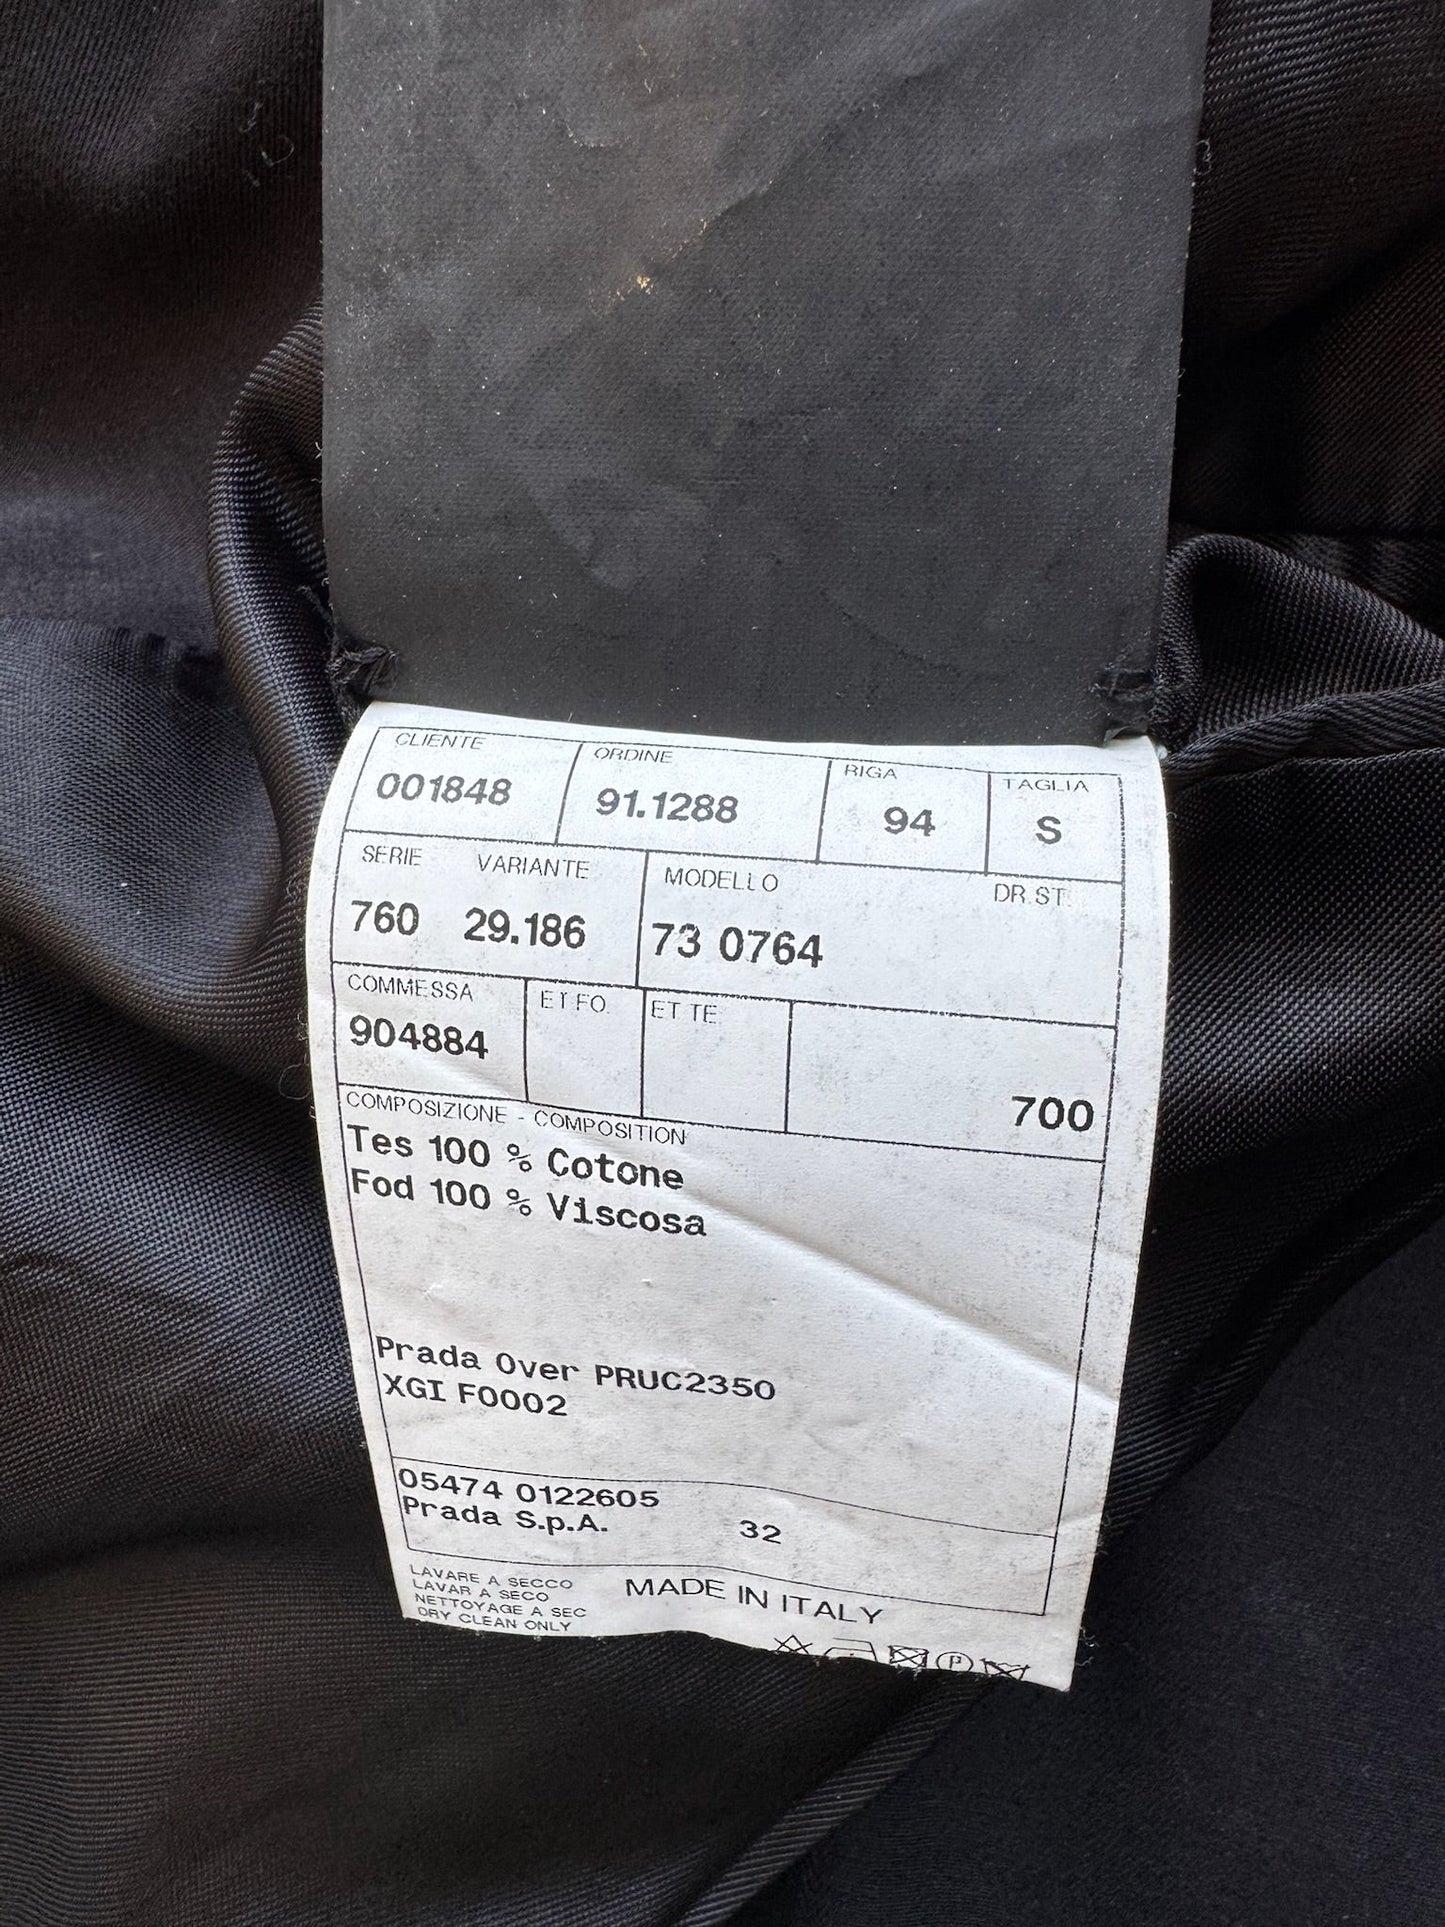 CLIENTE ORDINE RIGA TAGLIA
001848 91.1288 94 S
SERIE VARIANTE MODELLO DR.ST.
760 29.186 73 0764
COMMESSA ET FO. ET TE.
904884 700
COMPOSIZIONE - COMPOSITION
Tes 100 % Cotone
Fod 100 % Viscosa
Prada Over PRUC2350
XGI F0002
05474 0122605
Prada S.p.A. 32
LAVARE A SECCO
LAVAR A SECO
NETTOYAGE A SEC
DRY CLEAN ONLY
MADE IN ITALY
P